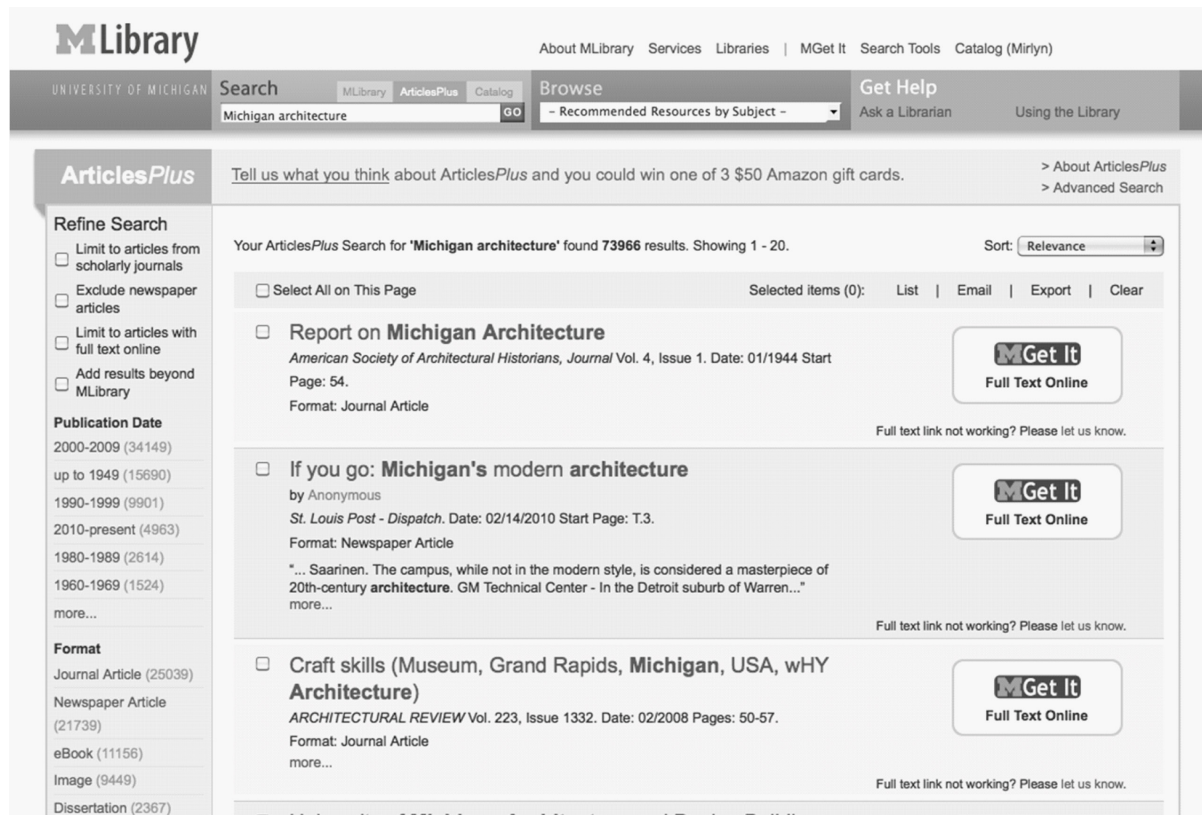 MLibrary
About MLibrary Services Libraries | MGet It Search Tools Catalog (Mirlyn)
UNIVERSITY OF MICHIGAN
Search MLibrary ArticlesPlus Catalog
Michigan architecture GO
Browse
- Recommended Resources by Subject -
Get Help
Ask a Librarian Using the Library
ArticlesPlus
Tell us what you think about ArticlesPlus and you could win one of 3 $50 Amazon gift cards.
> About ArticlesPlus
> Advanced Search
Refine Search
Limit to articles from
scholarly journals
Exclude newspaper
articles
Limit to articles with
full text online
Add results beyond
MLibrary
Publication Date
2000-2009 (34149)
up to 1949 (15690)
1990-1999 (9901)
2010-present (4963)
1980-1989 (2614)
1960-1969 (1524)
more...
Format
Journal Article (25039)
Newspaper Article
(21739)
eBook (11156)
Image (9449)
Dissertation (2367)
Your ArticlesPlus Search for 'Michigan architecture' found 73966 results. Showing 1 - 20.
Sort: Relevance
Select All on This Page
Selected items (0): List | Email | Export | Clear
Report on Michigan Architecture
American Society of Architectural Historians, Journal Vol. 4, Issue 1. Date: 01/1944 Start
Page: 54.
Format: Journal Article
MGet It
Full Text Online
Full text link not working? Please let us know.
If you go: Michigan's modern architecture
by Anonymous
St. Louis Post - Dispatch. Date: 02/14/2010 Start Page: T.3.
Format: Newspaper Article
"... Saarinen. The campus, while not in the modern style, is considered a masterpiece of
20th-century architecture. GM Technical Center - In the Detroit suburb of Warren..."
more...
MGet It
Full Text Online
Full text link not working? Please let us know.
Craft skills (Museum, Grand Rapids, Michigan, USA, wHY
Architecture)
ARCHITECTURAL REVIEW Vol. 223, Issue 1332. Date: 02/2008 Pages: 50-57.
Format: Journal Article
more...
MGet It
Full Text Online
Full text link not working? Please let us know.